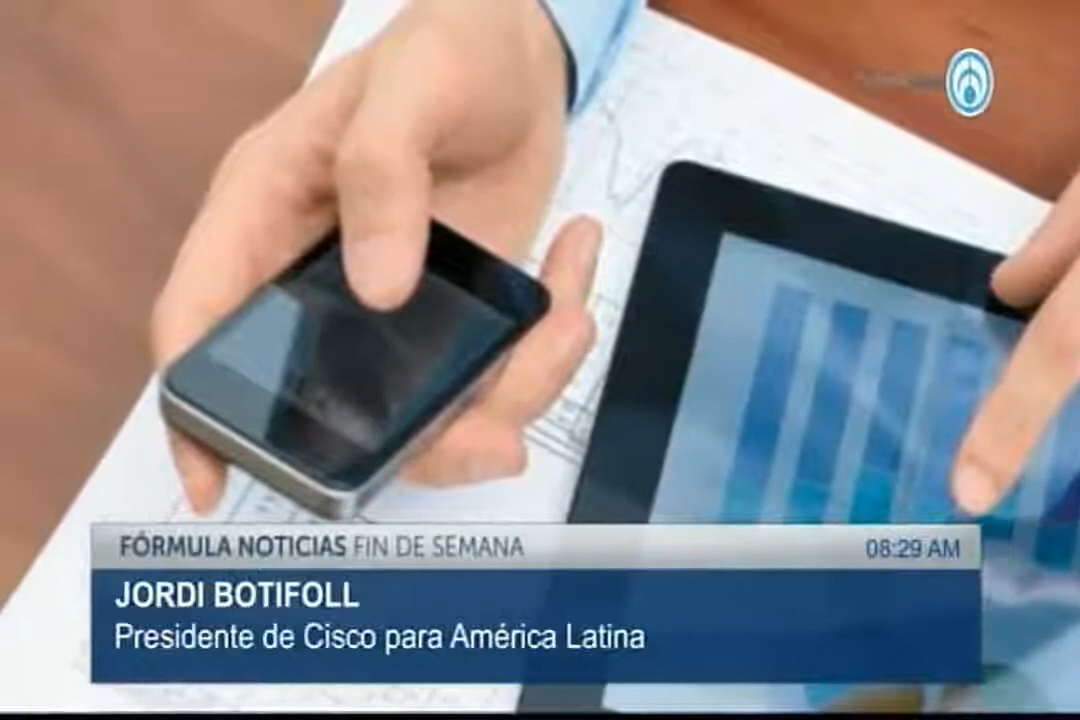 FÓRMULA NOTICIAS FIN DE SEMANA 08:29 AM
JORDI BOTIFOLL
Presidente de Cisco para América Latina